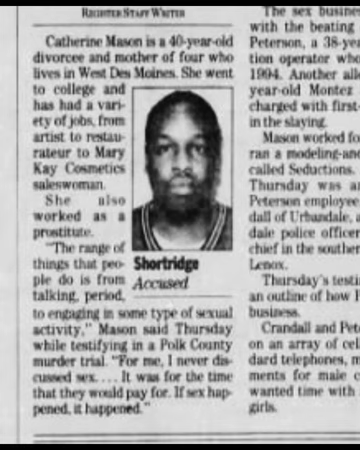 REGISTER STAFF WRITER
Catherine Mason is a 40-year-old
divorcee and mother of four who
lives in West Des Moines. She went
to college and
has had a vari-
ety of jobs, from
artist to restau-
rateur to Mary
Kay Cosmetics
saleswoman.
She also
worked as a
prostitute.
"The range of
things that peo-
ple do is from
talking, period,
to engaging in some type of sexual
activity," Mason said Thursday
while testifying in a Polk County
murder trial. "For me, I never dis-
cussed sex. . . . It was for the time
that they would pay for. If sex hap-
pened, it happened."
Shortridge
Accused
The sex busines
with the beating
Peterson, a 38-ye
tion operator who
1994. Another all
year-old Montez
charged with first
in the slaying.
Mason worked fo
ran a modeling-and
called Seductions.
Thursday was a
Peterson employee
dall of Urbandale, a
dale police officer
chief in the souther
Lenox.
Thursday's testi
an outline of how P
business.
Crandall and Pete
on an array of cel
dard telephones, m
ments for male c
wanted time with
girls.